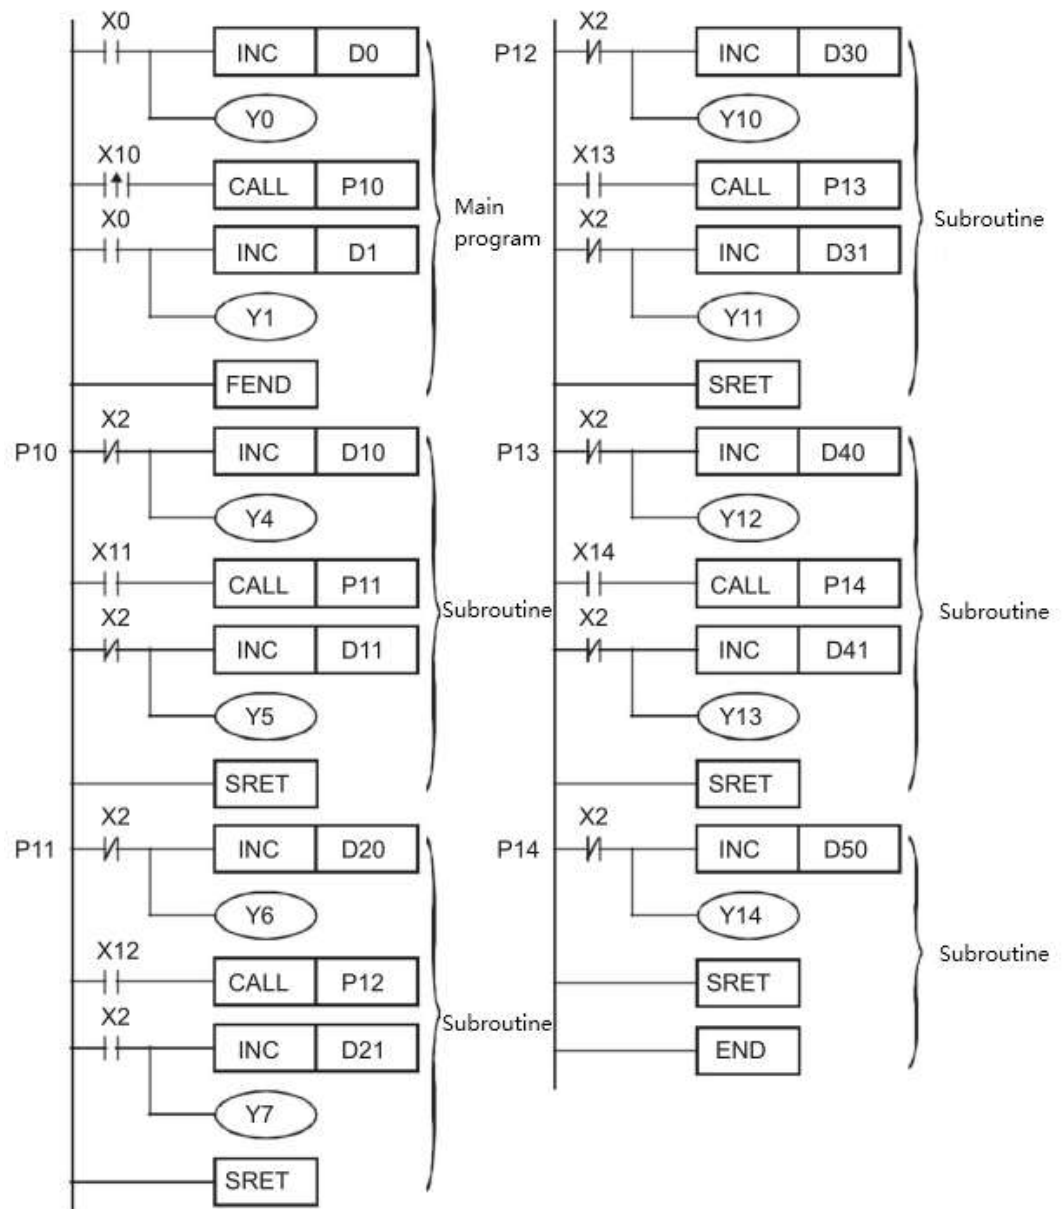 X0
INC D0
Y0
X10
CALL P10
X0
INC D1
Y1
FEND
Main
program
P10
X2
INC D10
Y4
X11
CALL P11
X2
INC D11
Y5
SRET
Subroutine
P11
X2
INC D20
Y6
X12
CALL P12
X2
INC D21
Y7
SRET
Subroutine
P12
X2
INC D30
Y10
X13
CALL P13
X2
INC D31
Y11
SRET
Subroutine
P13
X2
INC D40
Y12
X14
CALL P14
X2
INC D41
Y13
SRET
Subroutine
P14
X2
INC D50
Y14
SRET
END
Subroutine